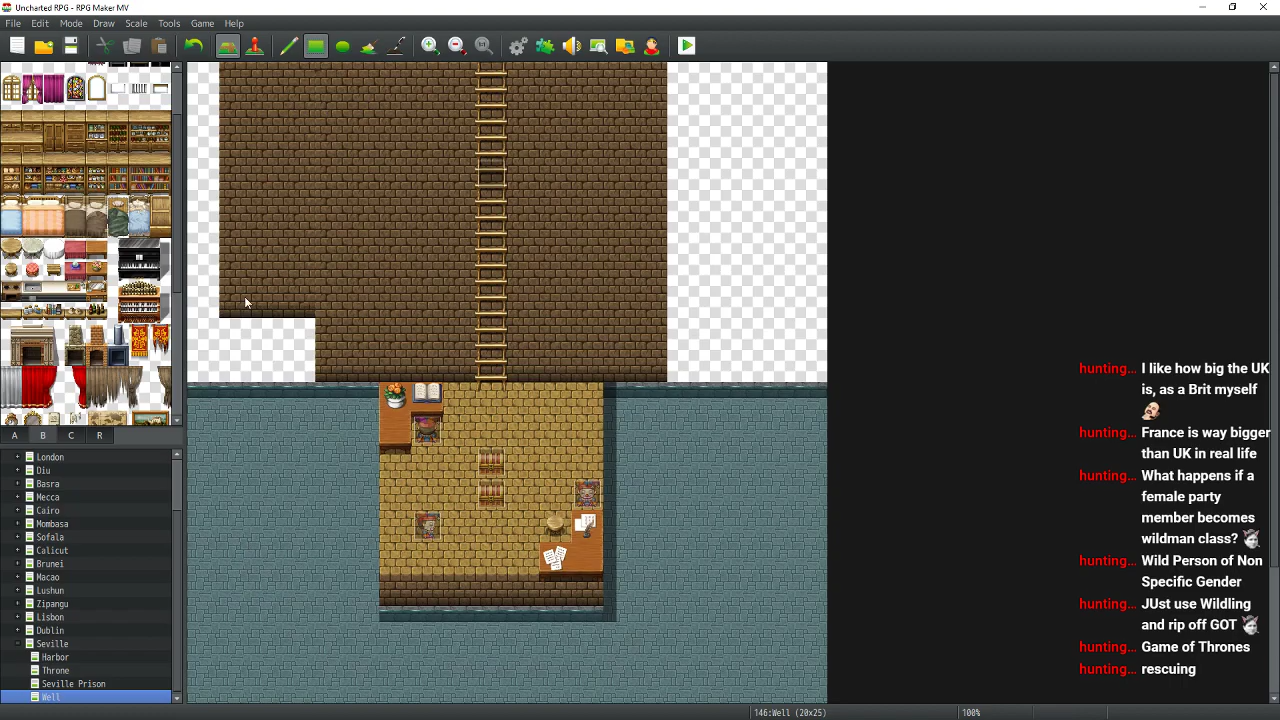 Uncharted RPG - RPG Maker MV
File Edit Mode Draw Scale Tools Game Help
A B C R
London
Diu
Basra
Mecca
Cairo
Mombasa
Sofala
Calicut
Brunei
Macao
Lushun
Zipangu
Lisbon
Dublin
Seville
Harbor
Throne
Seville Prison
Well
hunting... I like how big the UK
is, as a Brit myself
hunting... France is way bigger
than UK in real life
hunting... What happens if a
female party
member becomes
wildman class?
hunting... Wild Person of Non
Specific Gender
hunting... JUst use Wildling
and rip off GOT
hunting... Game of Thrones
hunting... rescuing
146:Well (20x25) 100%